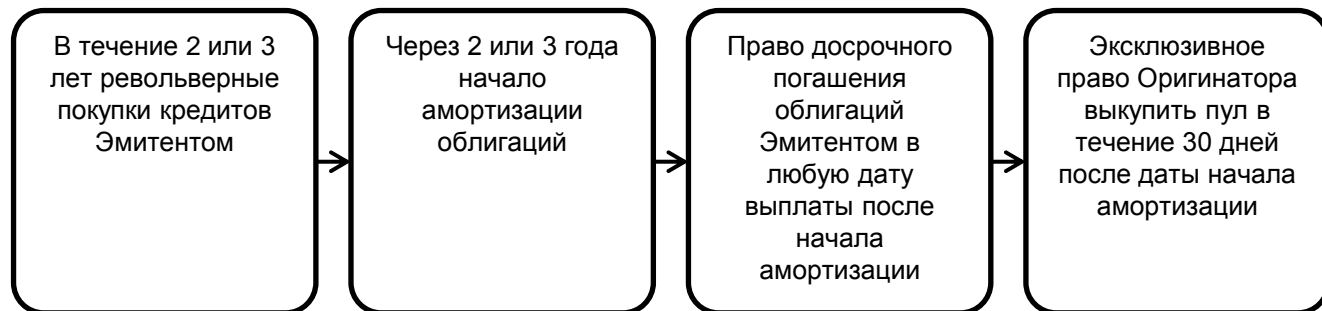 В течение 2 или 3
лет револьверные
покупки кредитов
Эмитентом
Через 2 или 3 года
начало
амортизации
облигаций
Право досрочного
погашения
облигаций
Эмитентом в
любую дату
выплаты после
начала
амортизации
Эксклюзивное
право Оригинатора
выкупить пул в
течение 30 дней
после даты начала
амортизации